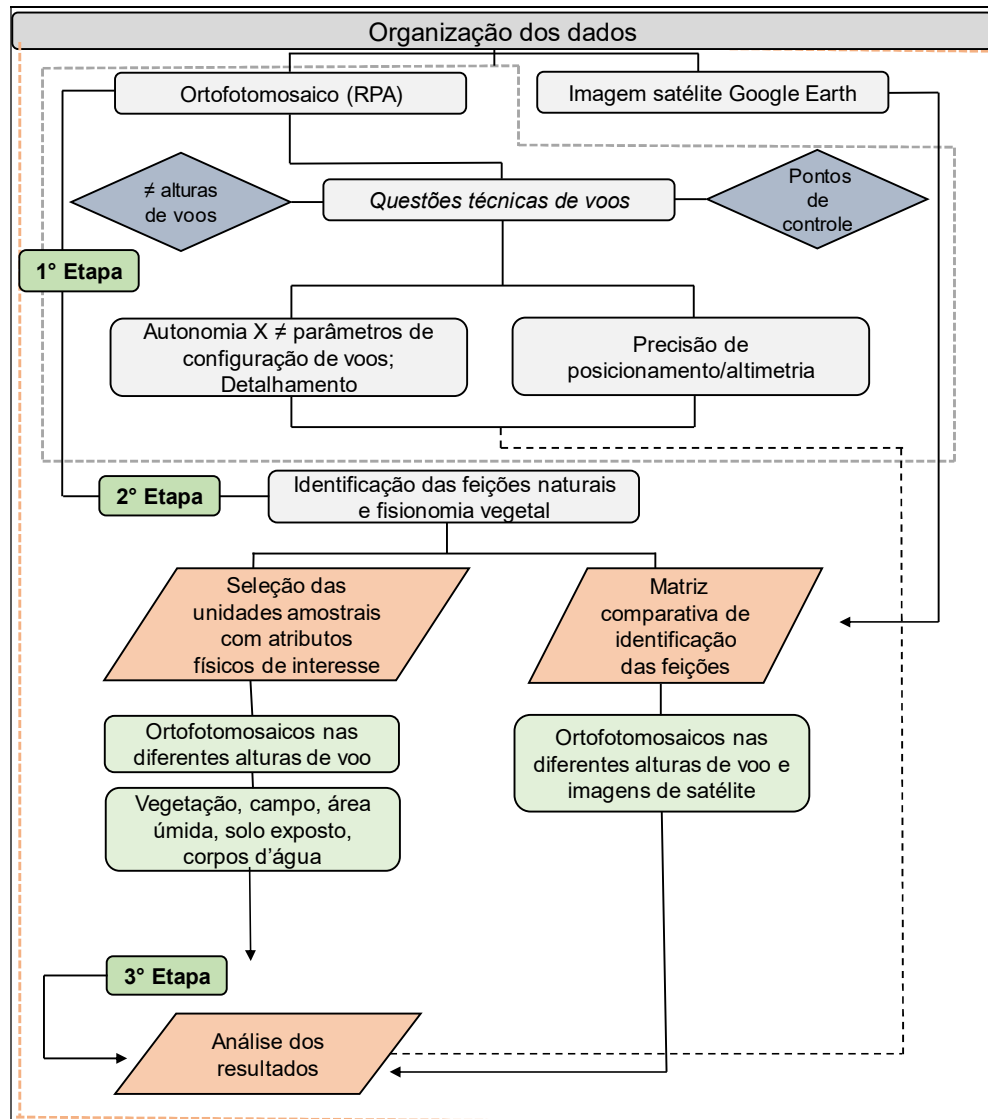 Organização dos dados
Ortofotomosaico (RPA)
Imagem satélite Google Earth
≠ alturas
de voos
Questões técnicas de voos
Pontos
de
controle
1° Etapa
Autonomia X ≠ parâmetros de
configuração de voos;
Detalhamento
Precisão de
posicionamento/altimetria
2° Etapa
Identificação das feições naturais
e fisionomia vegetal
Seleção das
unidades amostrais
com atributos
físicos de interesse
Matriz
comparativa de
identificação
das feições
Ortofotomosaicos nas
diferentes alturas de voo
Ortofotomosaicos nas
diferentes alturas de voo e
imagens de satélite
Vegetação, campo, área
úmida, solo exposto,
corpos d’água
3° Etapa
Análise dos
resultados